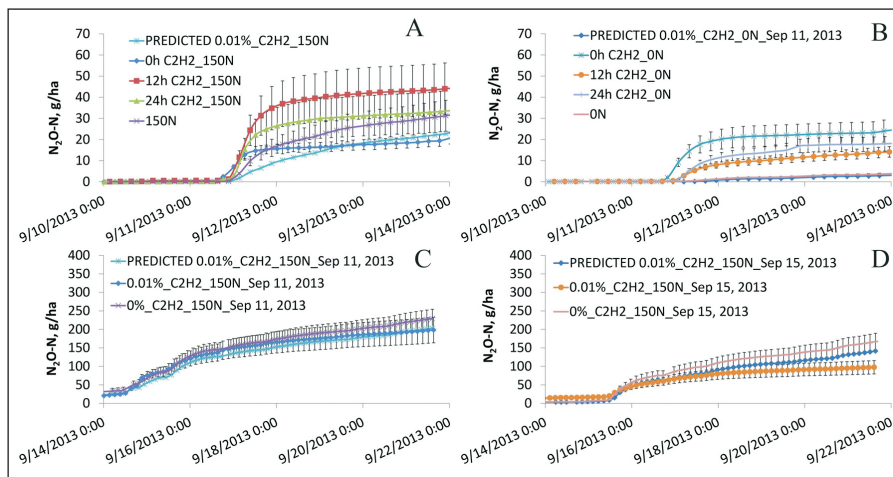 A
N₂O-N, g/ha
70
60
50
40
30
20
10
0
PREDICTED 0.01%_C2H2_150N
0h C2H2_150N
12h C2H2_150N
24h C2H2_150N
150N
9/10/2013 0:00
9/11/2013 0:00
9/12/2013 0:00
9/13/2013 0:00
9/14/2013 0:00
B
N₂O-N, g/ha
70
60
50
40
30
20
10
0
PREDICTED 0.01%_C2H2_0N_Sep 11, 2013
0h C2H2_0N
12h C2H2_0N
24h C2H2_0N
0N
9/10/2013 0:00
9/11/2013 0:00
9/12/2013 0:00
9/13/2013 0:00
9/14/2013 0:00
C
N₂O-N, g/ha
400
350
300
250
200
150
100
50
0
PREDICTED 0.01%_C2H2_150N_Sep 11, 2013
0.01%_C2H2_150N_Sep 11, 2013
0%_C2H2_150N_Sep 11, 2013
9/14/2013 0:00
9/16/2013 0:00
9/18/2013 0:00
9/20/2013 0:00
9/22/2013 0:00
D
N₂O-N, g/ha
400
350
300
250
200
150
100
50
0
PREDICTED 0.01%_C2H2_150N_Sep 15, 2013
0.01%_C2H2_150N_Sep 15, 2013
0%_C2H2_150N_Sep 15, 2013
9/14/2013 0:00
9/16/2013 0:00
9/18/2013 0:00
9/20/2013 0:00
9/22/2013 0:00